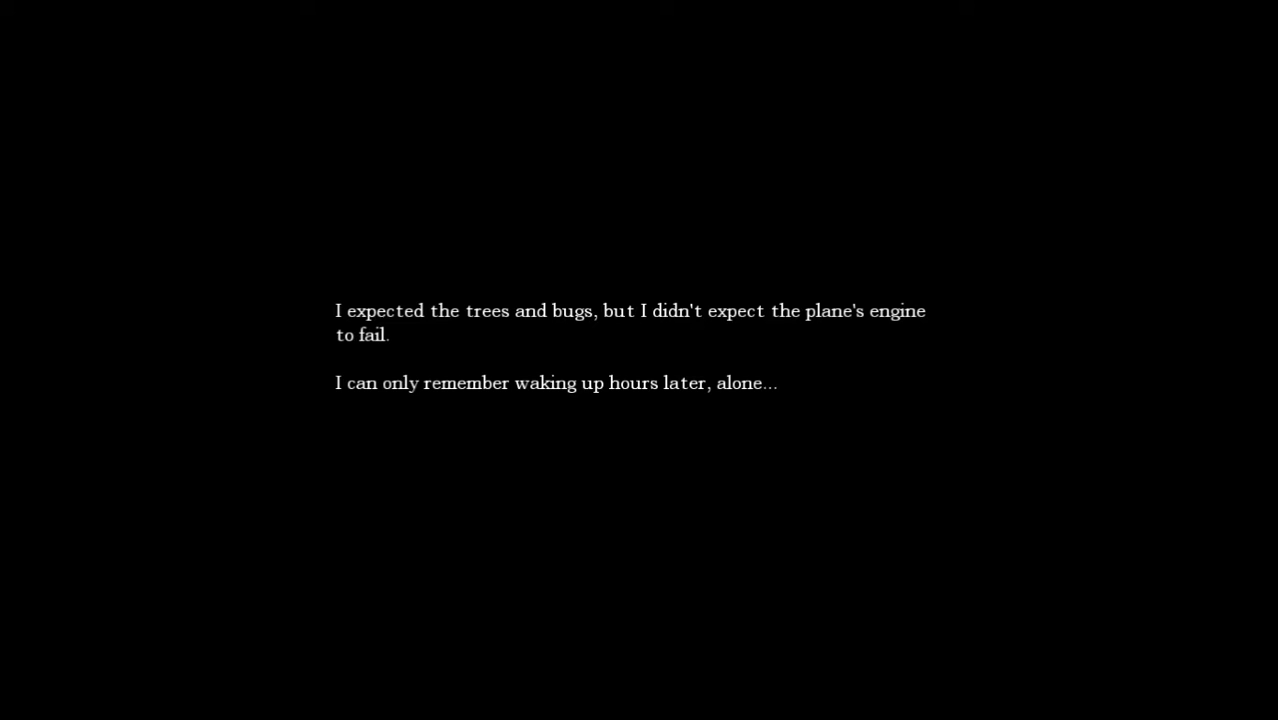 I expected the trees and bugs, but I didn't expect the plane's engine
to fail.
I can only remember waking up hours later, alone...